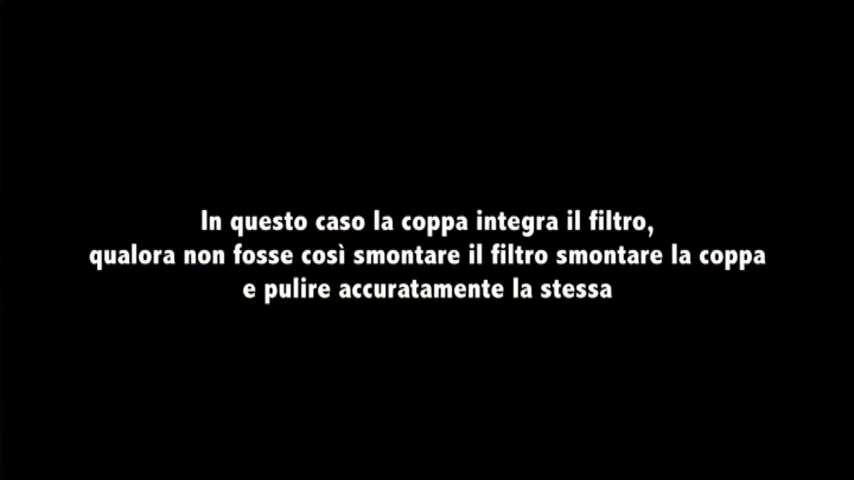 In questo caso la coppa integra il filtro,
qualora non fosse così smontare il filtro smontare la coppa
e pulire accuratamente la stessa